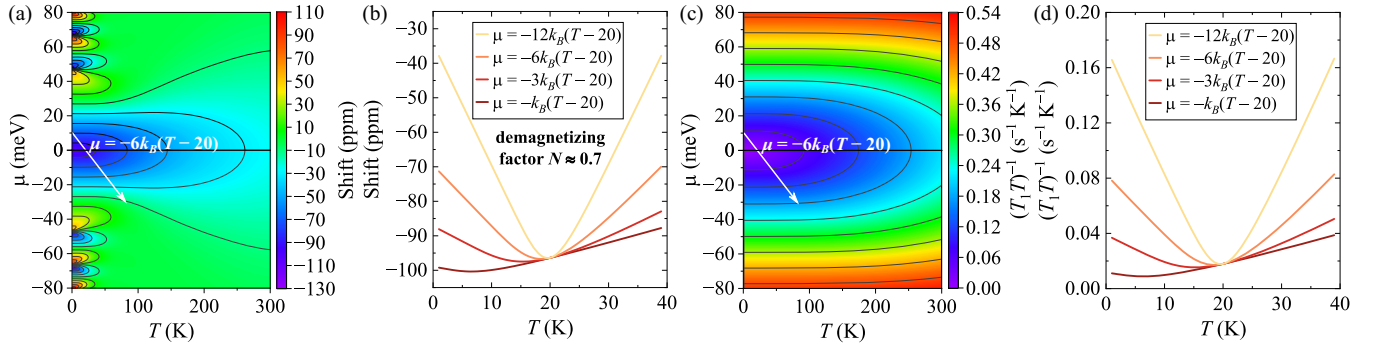 (a)
80
60
40
20
0
−20
−40
−60
−80
μ (meV)
μ = −6k_B(T − 20)
0
100
200
300
T (K)
110
90
70
50
30
10
−10
−30
−50
−70
−90
−110
−130
Shift (ppm)
(b)
Shift (ppm)
−30
−40
−50
−60
−70
−80
−90
−100
μ = −12k_B(T − 20)
μ = −6k_B(T − 20)
μ = −3k_B(T − 20)
μ = −k_B(T − 20)
demagnetizing
factor N ≈ 0.7
0
10
20
30
40
T (K)
(c)
80
60
40
20
0
−20
−40
−60
−80
μ (meV)
μ = −6k_B(T − 20)
0
100
200
300
T (K)
0.54
0.48
0.42
0.36
0.30
0.24
0.18
0.12
0.06
0.00
(T₁T)⁻¹ (s⁻¹ K⁻¹)
(d)
(T₁T)⁻¹ (s⁻¹ K⁻¹)
0.20
0.16
0.12
0.08
0.04
0.00
μ = −12k_B(T − 20)
μ = −6k_B(T − 20)
μ = −3k_B(T − 20)
μ = −k_B(T − 20)
0
10
20
30
40
T (K)